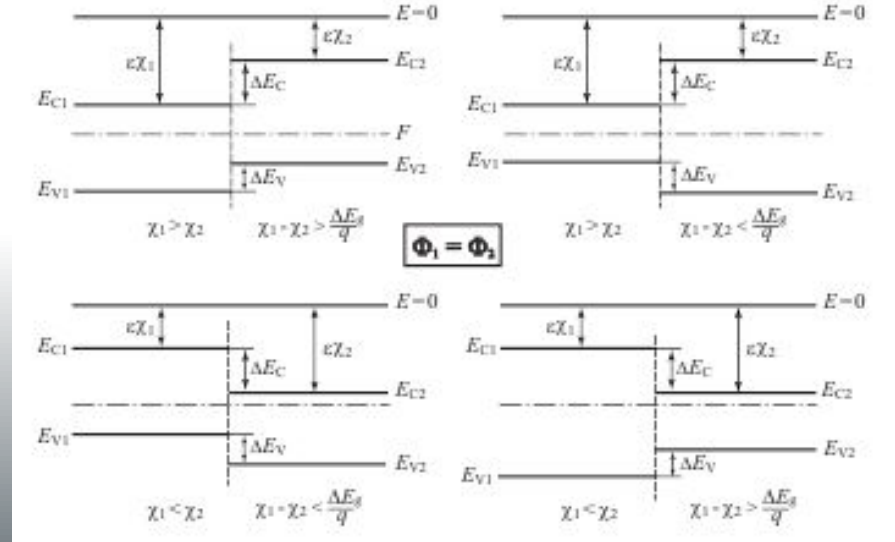 E=0
εχ1
εχ2
EC1
EC2
ΔEC
F
EV1
EV2
ΔEV
χ1 > χ2
χ1 - χ2 > ΔEg/q
E=0
εχ1
εχ2
EC1
EC2
ΔEC
EV1
EV2
ΔEV
χ1 > χ2
χ1 - χ2 < ΔEg/q
Φ1 = Φ2
E=0
εχ1
εχ2
EC1
EC2
ΔEC
EV1
EV2
ΔEV
χ1 < χ2
χ1 - χ2 < ΔEg/q
E=0
εχ1
εχ2
EC1
EC2
ΔEC
EV1
EV2
ΔEV
χ1 < χ2
χ1 - χ2 > ΔEg/q